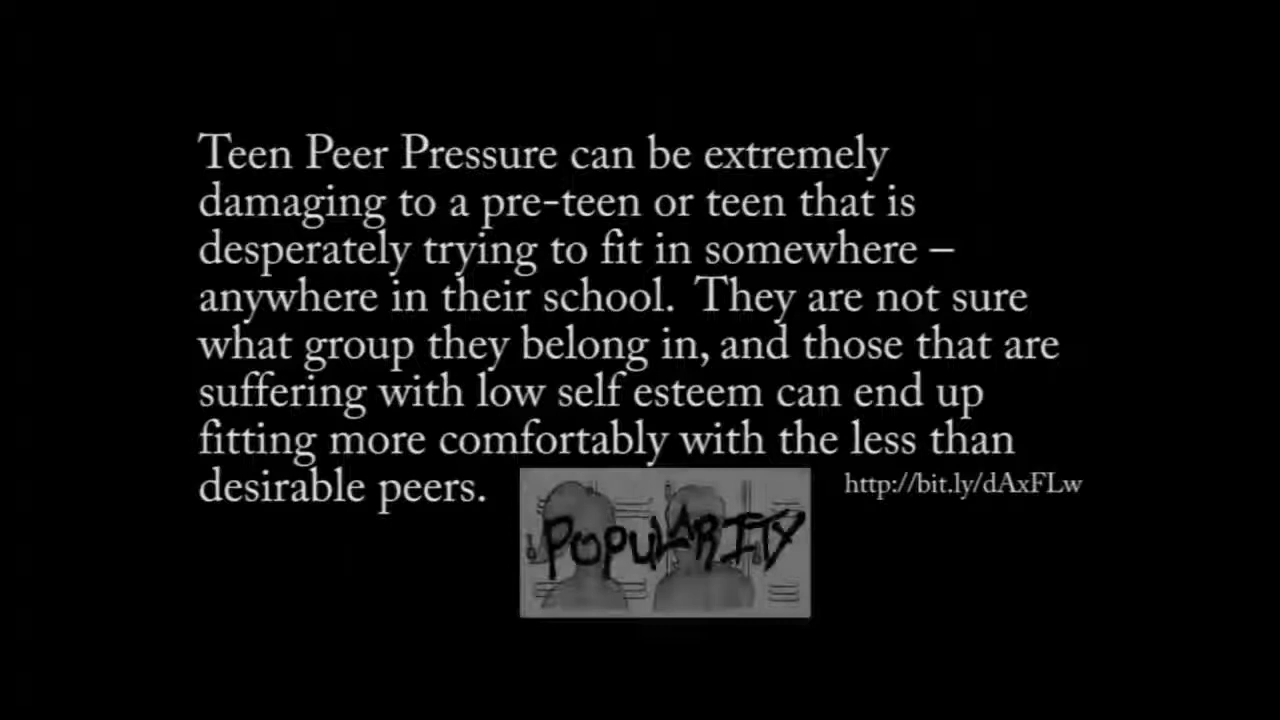 Teen Peer Pressure can be extremely
damaging to a pre-teen or teen that is
desperately trying to fit in somewhere –
anywhere in their school.  They are not sure
what group they belong in, and those that are
suffering with low self esteem can end up
fitting more comfortably with the less than
desirable peers.
http://bit.ly/dAxFLw
POPULARITY